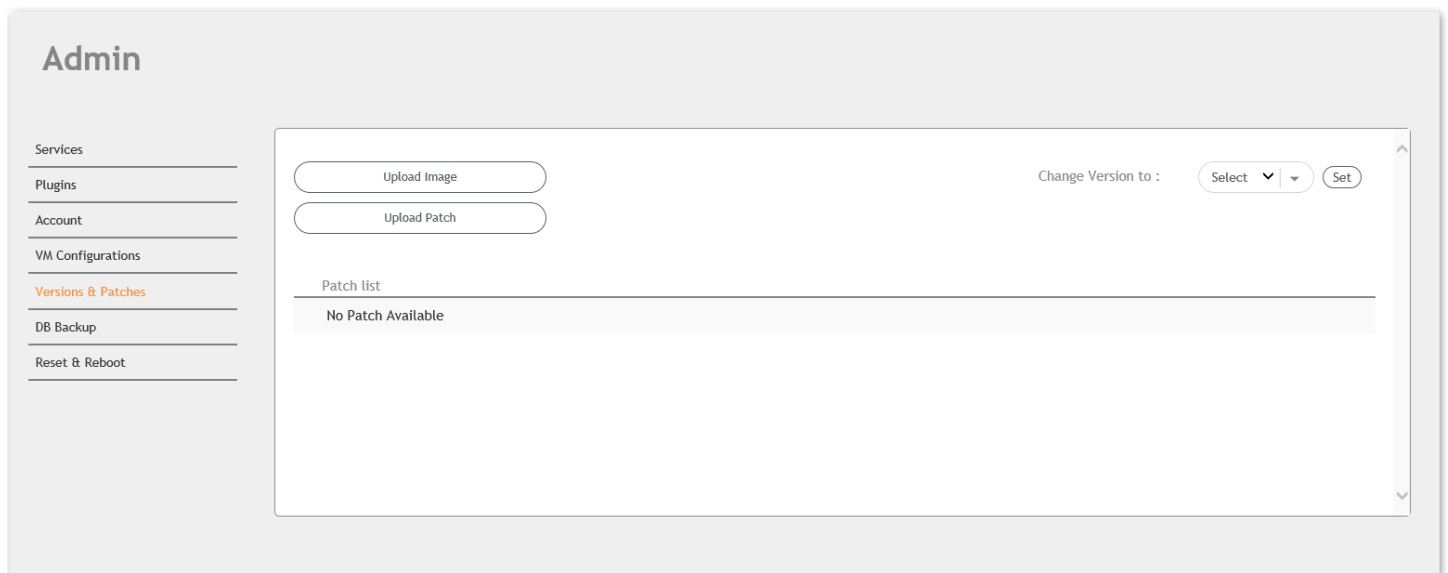 Admin
Services
Plugins
Account
VM Configurations
Versions & Patches
DB Backup
Reset & Reboot
Upload Image
Upload Patch
Change Version to :
Select
Set
Patch list
No Patch Available